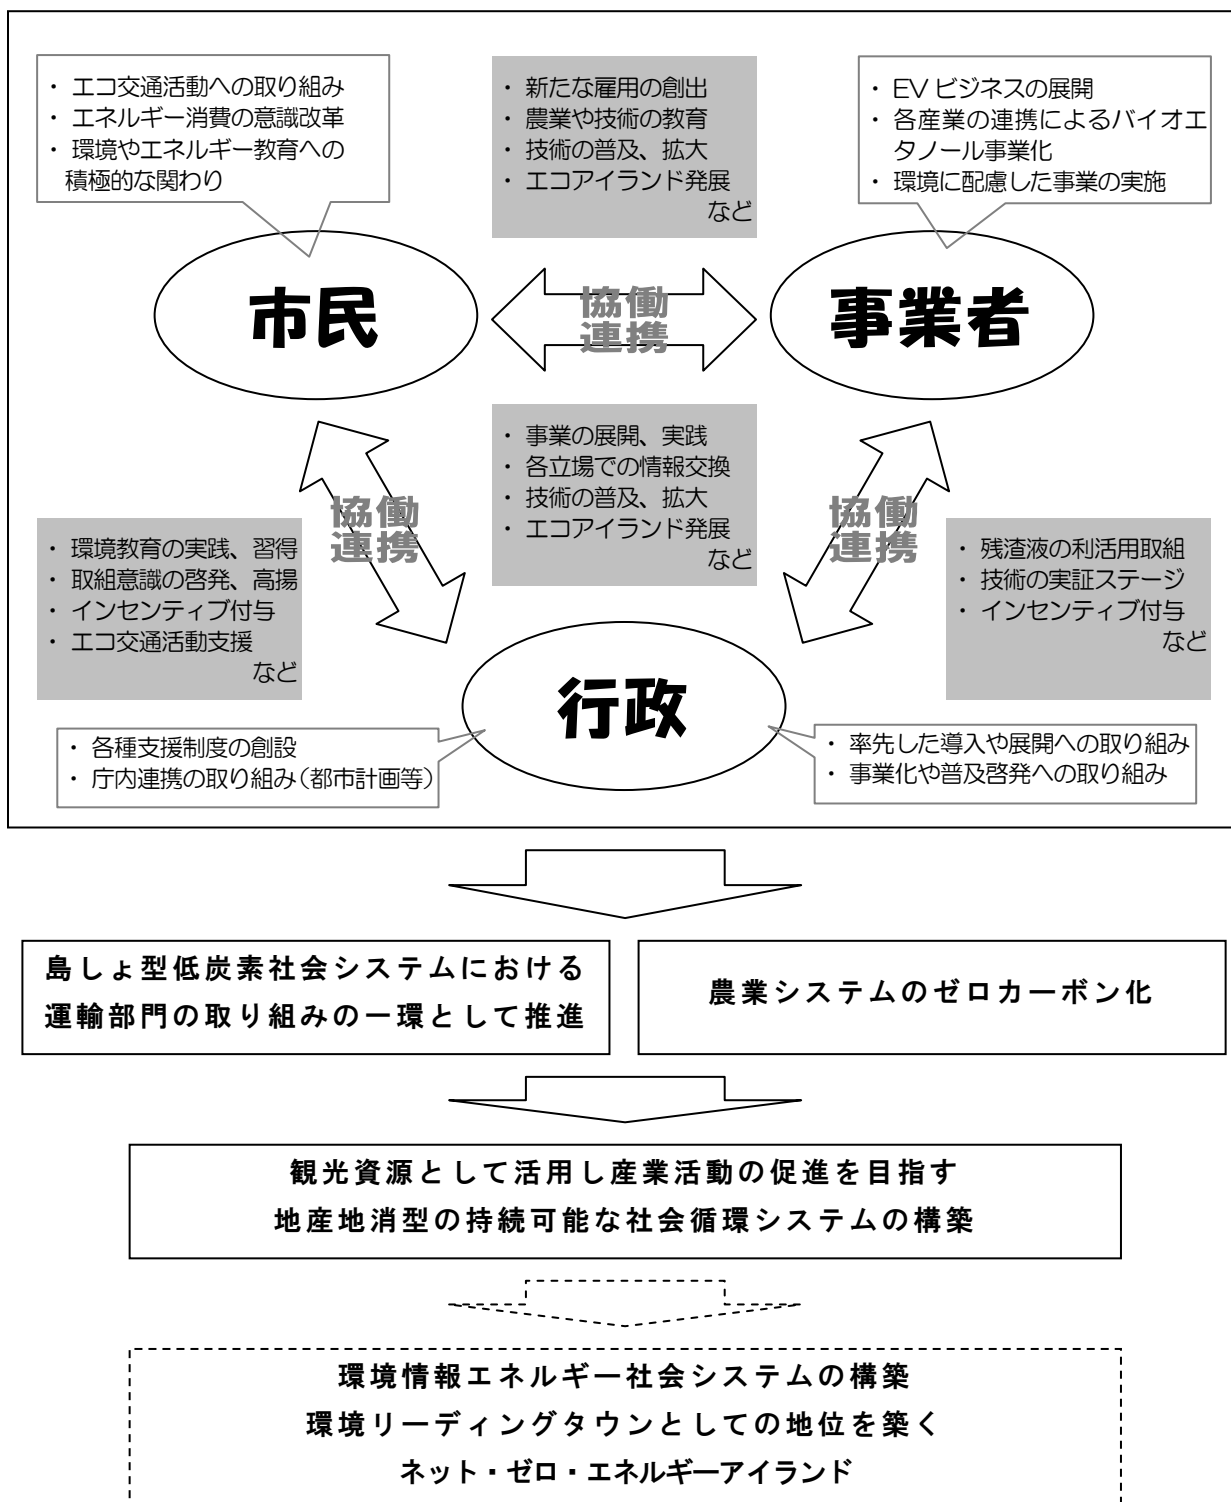 ・ エコ交通活動への取り組み
・ エネルギー消費の意識改革
・ 環境やエネルギー教育への
積極的な関わり
・ 新たな雇用の創出
・ 農業や技術の教育
・ 技術の普及、拡大
・ エコアイランド発展
など
・ EV ビジネスの展開
・ 各産業の連携によるバイオエ
タノール事業化
・ 環境に配慮した事業の実施
市民
協働
連携
事業者
・ 事業の展開、実践
・ 各立場での情報交換
・ 技術の普及、拡大
・ エコアイランド発展
など
協働
連携
協働
連携
・ 環境教育の実践、習得
・ 取組意識の啓発、高揚
・ インセンティブ付与
・ エコ交通活動支援
など
・ 残渣液の利活用取組
・ 技術の実証ステージ
・ インセンティブ付与
など
行政
・ 各種支援制度の創設
・ 庁内連携の取り組み(都市計画等)
・ 率先した導入や展開への取り組み
・ 事業化や普及啓発への取り組み
島しょ型低炭素社会システムにおける
運輸部門の取り組みの一環として推進
農業システムのゼロカーボン化
観光資源として活用し産業活動の促進を目指す
地産地消型の持続可能な社会循環システムの構築
環境情報エネルギー社会システムの構築
環境リーディングタウンとしての地位を築く
ネット・ゼロ・エネルギーアイランド